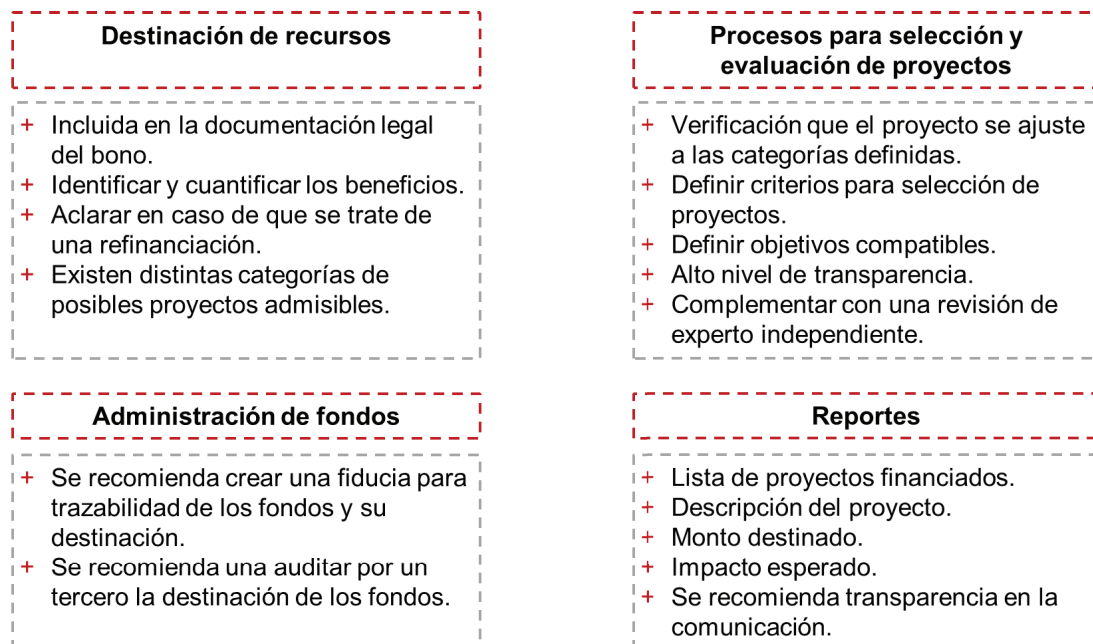 Destinación de recursos
+ Incluida en la documentación legal
del bono.
+ Identificar y cuantificar los beneficios.
+ Aclarar en caso de que se trate de
una refinanciación.
+ Existen distintas categorías de
posibles proyectos admisibles.
Procesos para selección y
evaluación de proyectos
+ Verificación que el proyecto se ajuste
a las categorías definidas.
+ Definir criterios para selección de
proyectos.
+ Definir objetivos compatibles.
+ Alto nivel de transparencia.
+ Complementar con una revisión de
experto independiente.
Administración de fondos
+ Se recomienda crear una fiducia para
trazabilidad de los fondos y su
destinación.
+ Se recomienda una auditar por un
tercero la destinación de los fondos.
Reportes
+ Lista de proyectos financiados.
+ Descripción del proyecto.
+ Monto destinado.
+ Impacto esperado.
+ Se recomienda transparencia en la
comunicación.